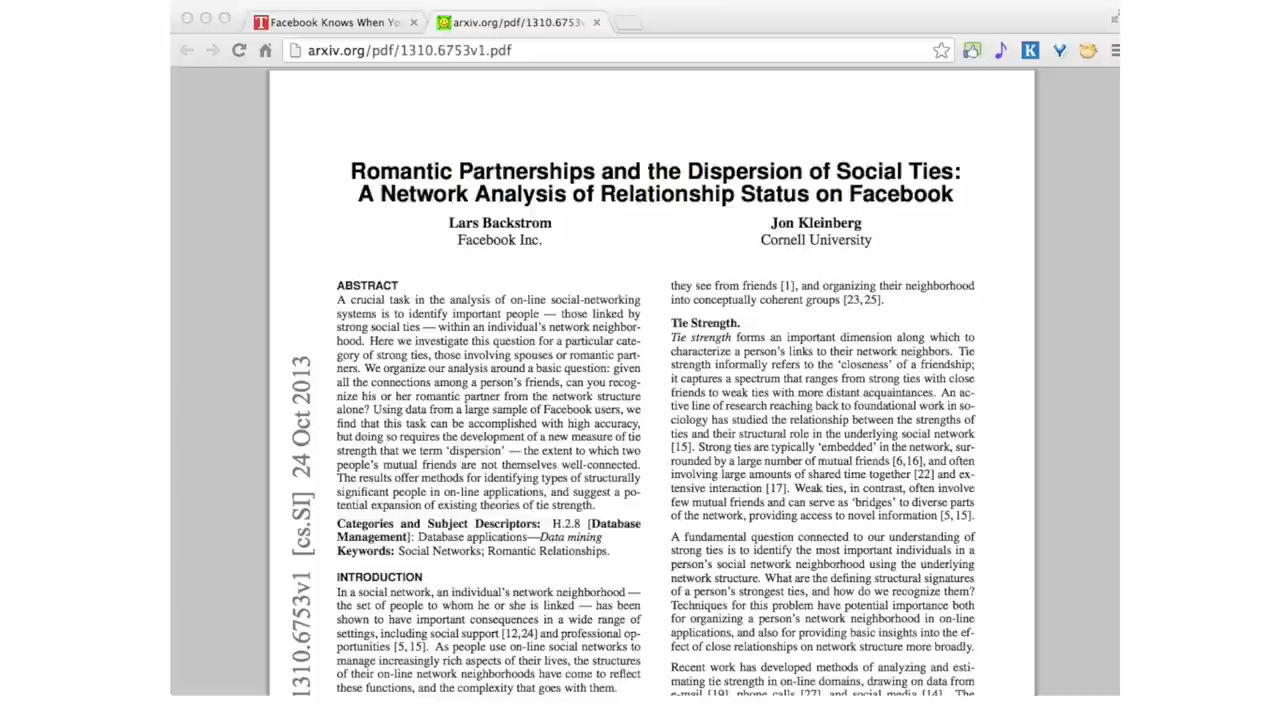 Facebook Knows When Yo
arxiv.org/pdf/1310.6753v
arxiv.org/pdf/1310.6753v1.pdf
Romantic Partnerships and the Dispersion of Social Ties:
A Network Analysis of Relationship Status on Facebook
Lars Backstrom
Facebook Inc.
Jon Kleinberg
Cornell University
1310.6753v1 [cs.SI] 24 Oct 2013
ABSTRACT
A crucial task in the analysis of on-line social-networking
systems is to identify important people — those linked by
strong social ties — within an individual's network neighbor-
hood. Here we investigate this question for a particular cate-
gory of strong ties, those involving spouses or romantic part-
ners. We organize our analysis around a basic question: given
all the connections among a person's friends, can you recog-
nize his or her romantic partner from the network structure
alone? Using data from a large sample of Facebook users, we
find that this task can be accomplished with high accuracy,
but doing so requires the development of a new measure of tie
strength that we term 'dispersion' — the extent to which two
people's mutual friends are not themselves well-connected.
The results offer methods for identifying types of structurally
significant people in on-line applications, and suggest a po-
tential expansion of existing theories of tie strength.
Categories and Subject Descriptors: H.2.8 [Database
Management]: Database applications—Data mining
Keywords: Social Networks; Romantic Relationships.
INTRODUCTION
In a social network, an individual's network neighborhood —
the set of people to whom he or she is linked — has been
shown to have important consequences in a wide range of
settings, including social support [12,24] and professional op-
portunities [5,15]. As people use on-line social networks to
manage increasingly rich aspects of their lives, the structures
of their on-line network neighborhoods have come to reflect
these functions, and the complexity that goes with them.
they see from friends [1], and organizing their neighborhood
into conceptually coherent groups [23,25].
Tie Strength.
Tie strength forms an important dimension along which to
characterize a person's links to their network neighbors. Tie
strength informally refers to the 'closeness' of a friendship;
it captures a spectrum that ranges from strong ties with close
friends to weak ties with more distant acquaintances. An ac-
tive line of research reaching back to foundational work in so-
ciology has studied the relationship between the strengths of
ties and their structural role in the underlying social network
[15]. Strong ties are typically 'embedded' in the network, sur-
rounded by a large number of mutual friends [6,16], and often
involving large amounts of shared time together [22] and ex-
tensive interaction [17]. Weak ties, in contrast, often involve
few mutual friends and can serve as 'bridges' to diverse parts
of the network, providing access to novel information [5,15].
A fundamental question connected to our understanding of
strong ties is to identify the most important individuals in a
person's social network neighborhood using the underlying
network structure. What are the defining structural signatures
of a person's strongest ties, and how do we recognize them?
Techniques for this problem have potential importance both
for organizing a person's network neighborhood in on-line
applications, and also for providing basic insights into the ef-
fect of close relationships on network structure more broadly.
Recent work has developed methods of analyzing and esti-
mating tie strength in on-line domains, drawing on data from
e-mail [19], phone calls [27], and social media [14]. The